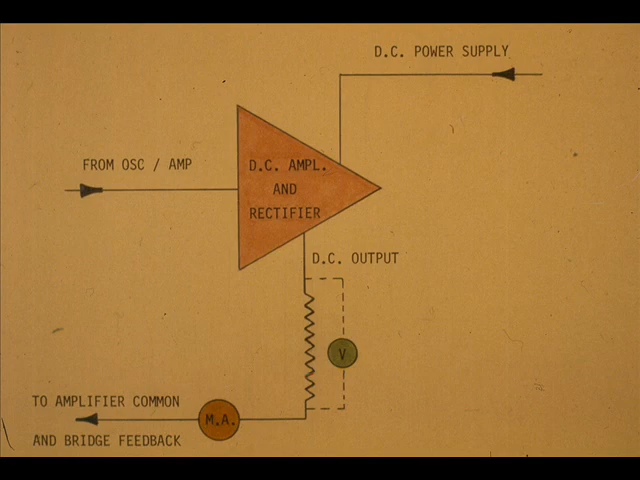 D.C. POWER SUPPLY
FROM OSC / AMP
D.C. AMPL.
AND
RECTIFIER
D.C. OUTPUT
V
TO AMPLIFIER COMMON
M.A.
AND BRIDGE FEEDBACK